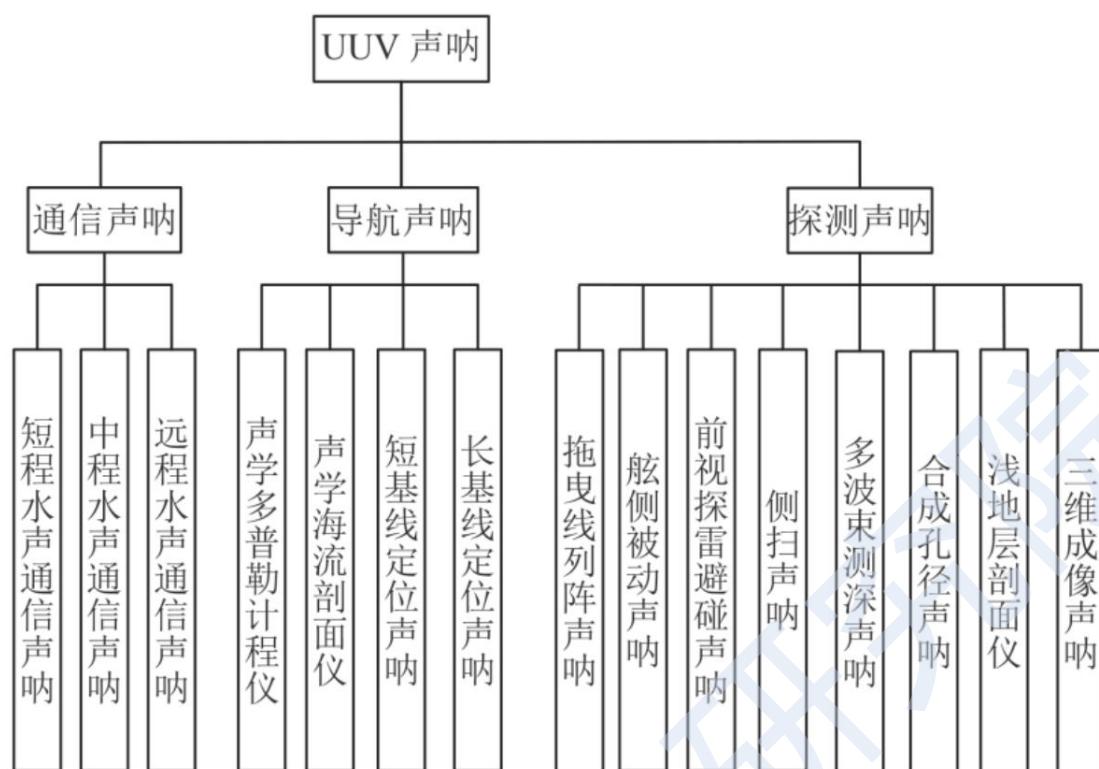 UUV 声呐
通信声呐
导航声呐
探测声呐
短程水声通信声呐
中程水声通信声呐
远程水声通信声呐
声学多普勒计程仪
声学海流剖面仪
短基线定位声呐
长基线定位声呐
拖曳线列阵声呐
舷侧被动声呐
前视探雷避碰声呐
侧扫声呐
多波束测深声呐
合成孔径声呐
浅地层剖面仪
三维成像声呐
研究院